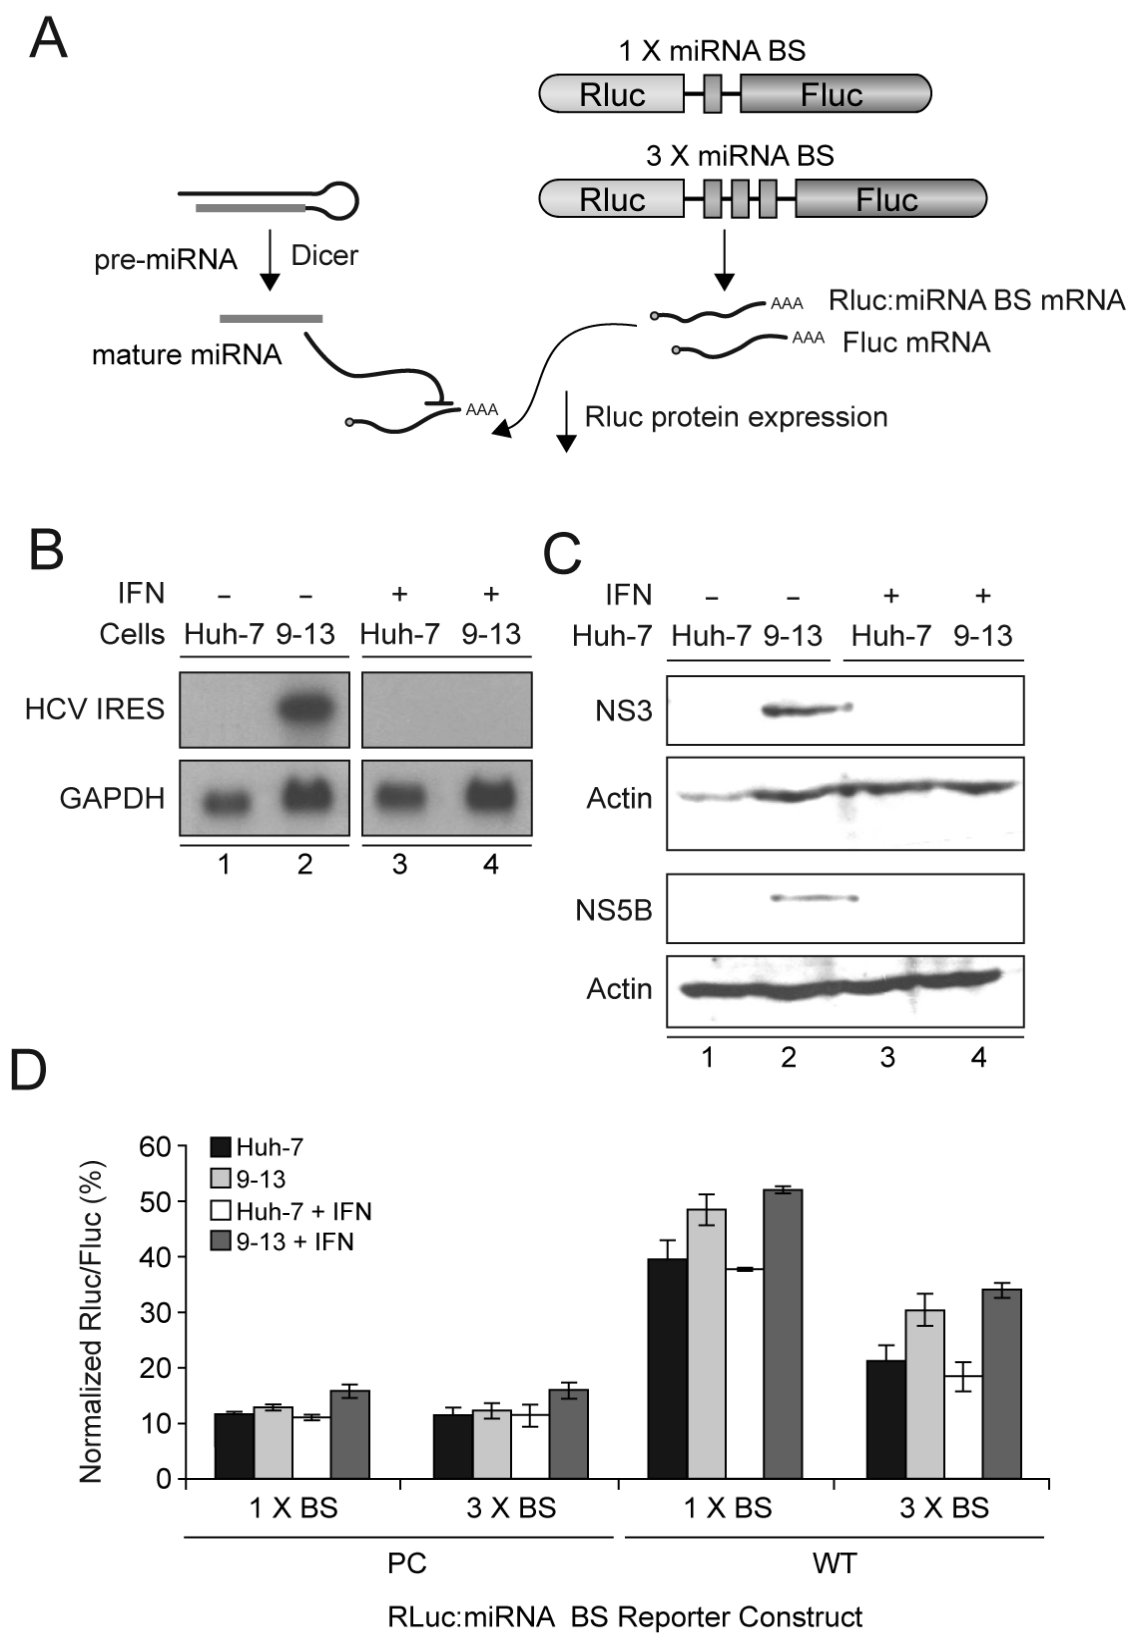 A
1 X miRNA BS
Rluc Fluc
3 X miRNA BS
Rluc Fluc
pre-miRNA Dicer
AAA Rluc:miRNA BS mRNA
mature miRNA
AAA Fluc mRNA
AAA
Rluc protein expression
B
IFN – – + +
Cells Huh-7 9-13 Huh-7 9-13
HCV IRES
GAPDH
1 2 3 4
C
IFN – – + +
Huh-7 Huh-7 9-13 Huh-7 9-13
NS3
Actin
NS5B
Actin
1 2 3 4
D
Normalized Rluc/Fluc (%)
60
50
40
30
20
10
0
Huh-7
9-13
Huh-7 + IFN
9-13 + IFN
1 X BS 3 X BS 1 X BS 3 X BS
PC WT
RLuc:miRNA BS Reporter Construct